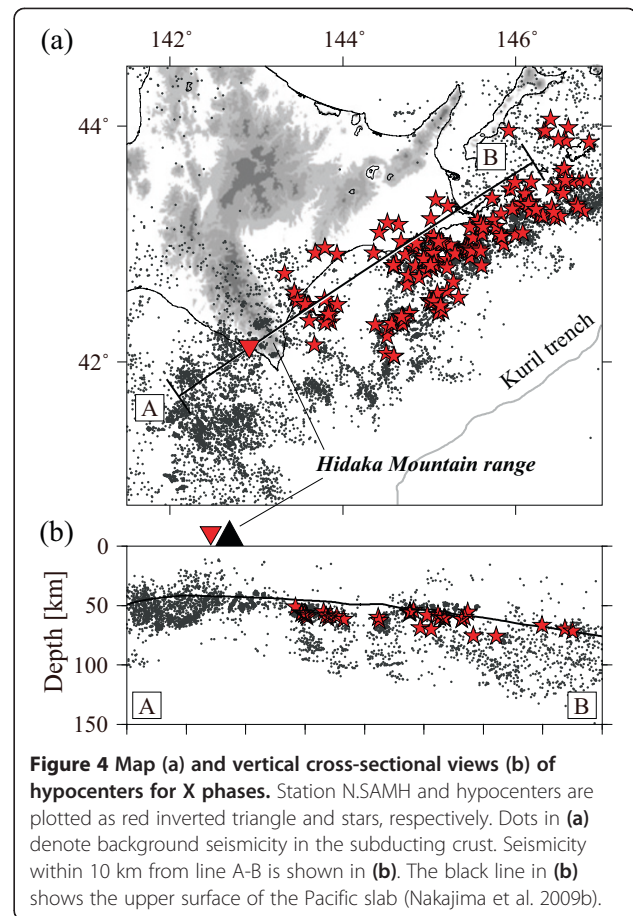 (a)
142° 144° 146°
44°
B
42°
A
Kuril trench
Hidaka Mountain range
(b)
0
50
100
150
Depth [km]
A B
Figure 4 Map (a) and vertical cross-sectional views (b) of
hypocenters for X phases. Station N.SAMH and hypocenters are
plotted as red inverted triangle and stars, respectively. Dots in (a)
denote background seismicity in the subducting crust. Seismicity
within 10 km from line A-B is shown in (b). The black line in (b)
shows the upper surface of the Pacific slab (Nakajima et al. 2009b).